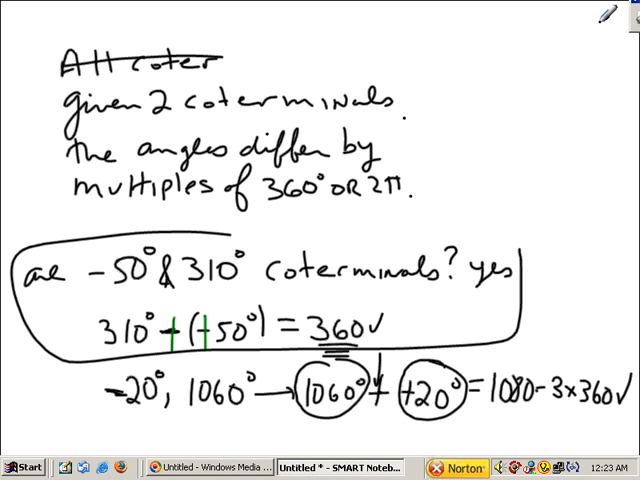 All coter
given 2 coterminals.
the angles differ by
multiples of 360° OR 2π.
are -50° & 310° coterminals? yes
310° + (+50°) = 360 ✓
-20°, 1060° → 1060° + +20° = 1080 - 3×360 ✓
Start
Untitled - Windows Media ...
Untitled * - SMART Noteb...
Norton™
12:23 AM